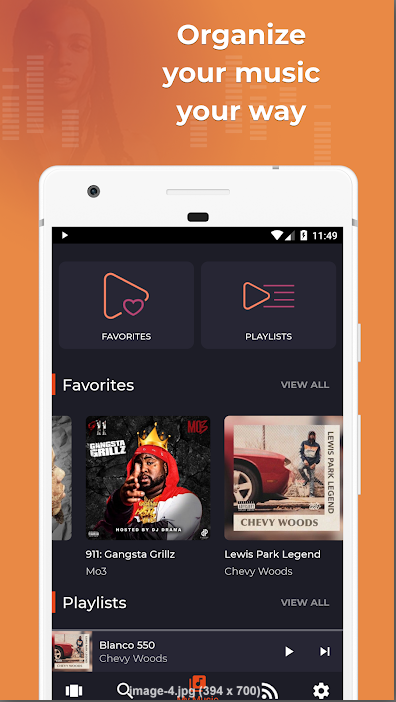 Organize
your music
your way
11:49
FAVORITES
PLAYLISTS
Favorites
VIEW ALL
GANGSTA
GRILLZ
MO3
HOSTED BY DJ DRAMA
LEWIS PARK LEGEND
CHEVY WOODS
911: Gangsta Grillz
Mo3
Lewis Park Legend
Chevy Woods
Playlists
VIEW ALL
Blanco 550
Chevy Woods
image-4.jpg (394 x 700)